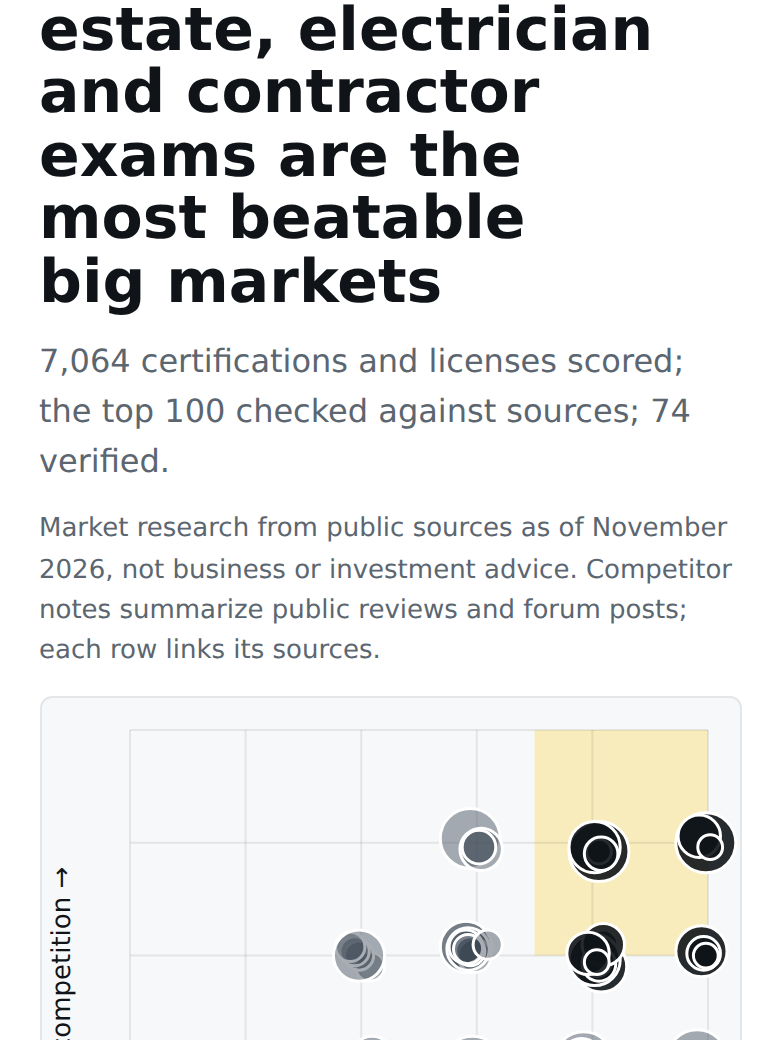 estate, electrician
and contractor
exams are the
most beatable
big markets
7,064 certifications and licenses scored;
the top 100 checked against sources; 74
verified.
Market research from public sources as of November
2026, not business or investment advice. Competitor
notes summarize public reviews and forum posts;
each row links its sources.
ompetition →